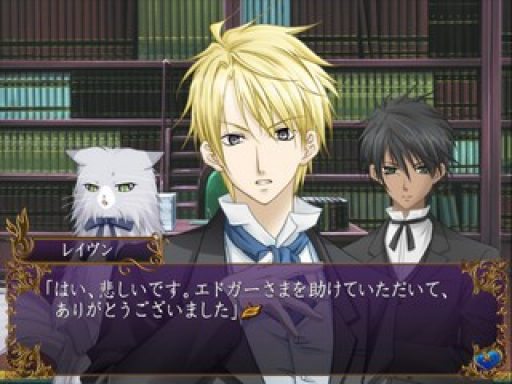 レイヴン
「はい、悲しいです。エドガーさまを助けていただいて、
ありがとうございました」